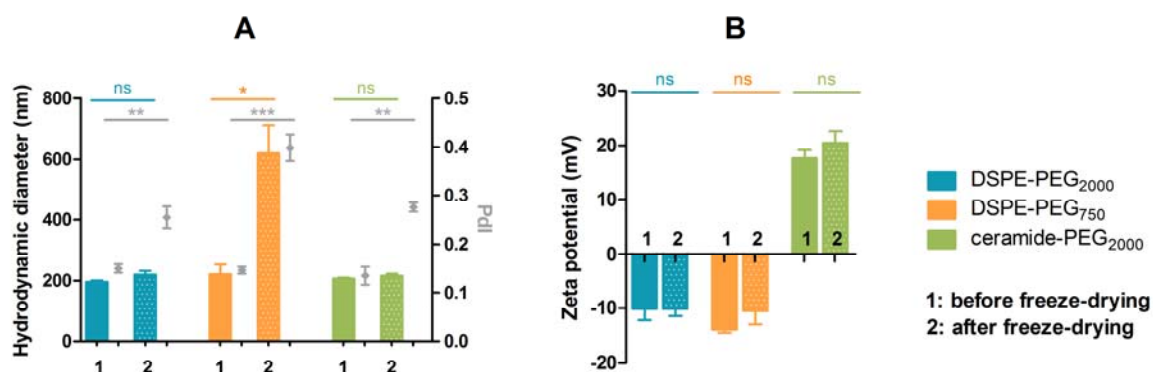 A
B
ns
*
ns
**
***
**
Hydrodynamic diameter (nm)
800
600
400
200
0
0.5
0.4
0.3
0.2
0.1
0.0
PdI
1 2 1 2 1 2
ns
ns
ns
Zeta potential (mV)
30
20
10
0
-10
-20
1 2 1 2 1 2
DSPE-PEG2000
DSPE-PEG750
ceramide-PEG2000
1: before freeze-drying
2: after freeze-drying